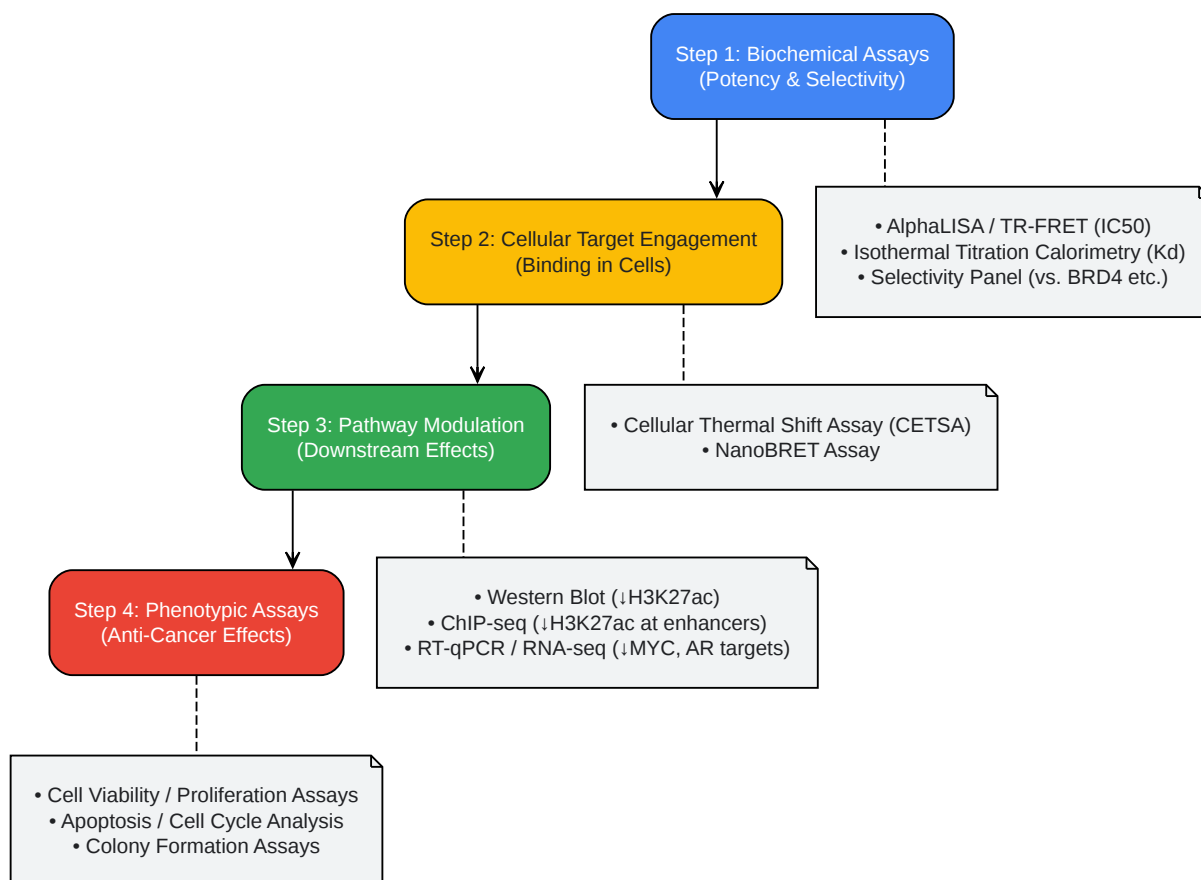 Step 1: Biochemical Assays
(Potency & Selectivity)
• AlphaLISA / TR-FRET (IC50)
• Isothermal Titration Calorimetry (Kd)
• Selectivity Panel (vs. BRD4 etc.)
Step 2: Cellular Target Engagement
(Binding in Cells)
• Cellular Thermal Shift Assay (CETSA)
• NanoBRET Assay
Step 3: Pathway Modulation
(Downstream Effects)
• Western Blot (↓H3K27ac)
• ChIP-seq (↓H3K27ac at enhancers)
• RT-qPCR / RNA-seq (↓MYC, AR targets)
Step 4: Phenotypic Assays
(Anti-Cancer Effects)
• Cell Viability / Proliferation Assays
• Apoptosis / Cell Cycle Analysis
• Colony Formation Assays